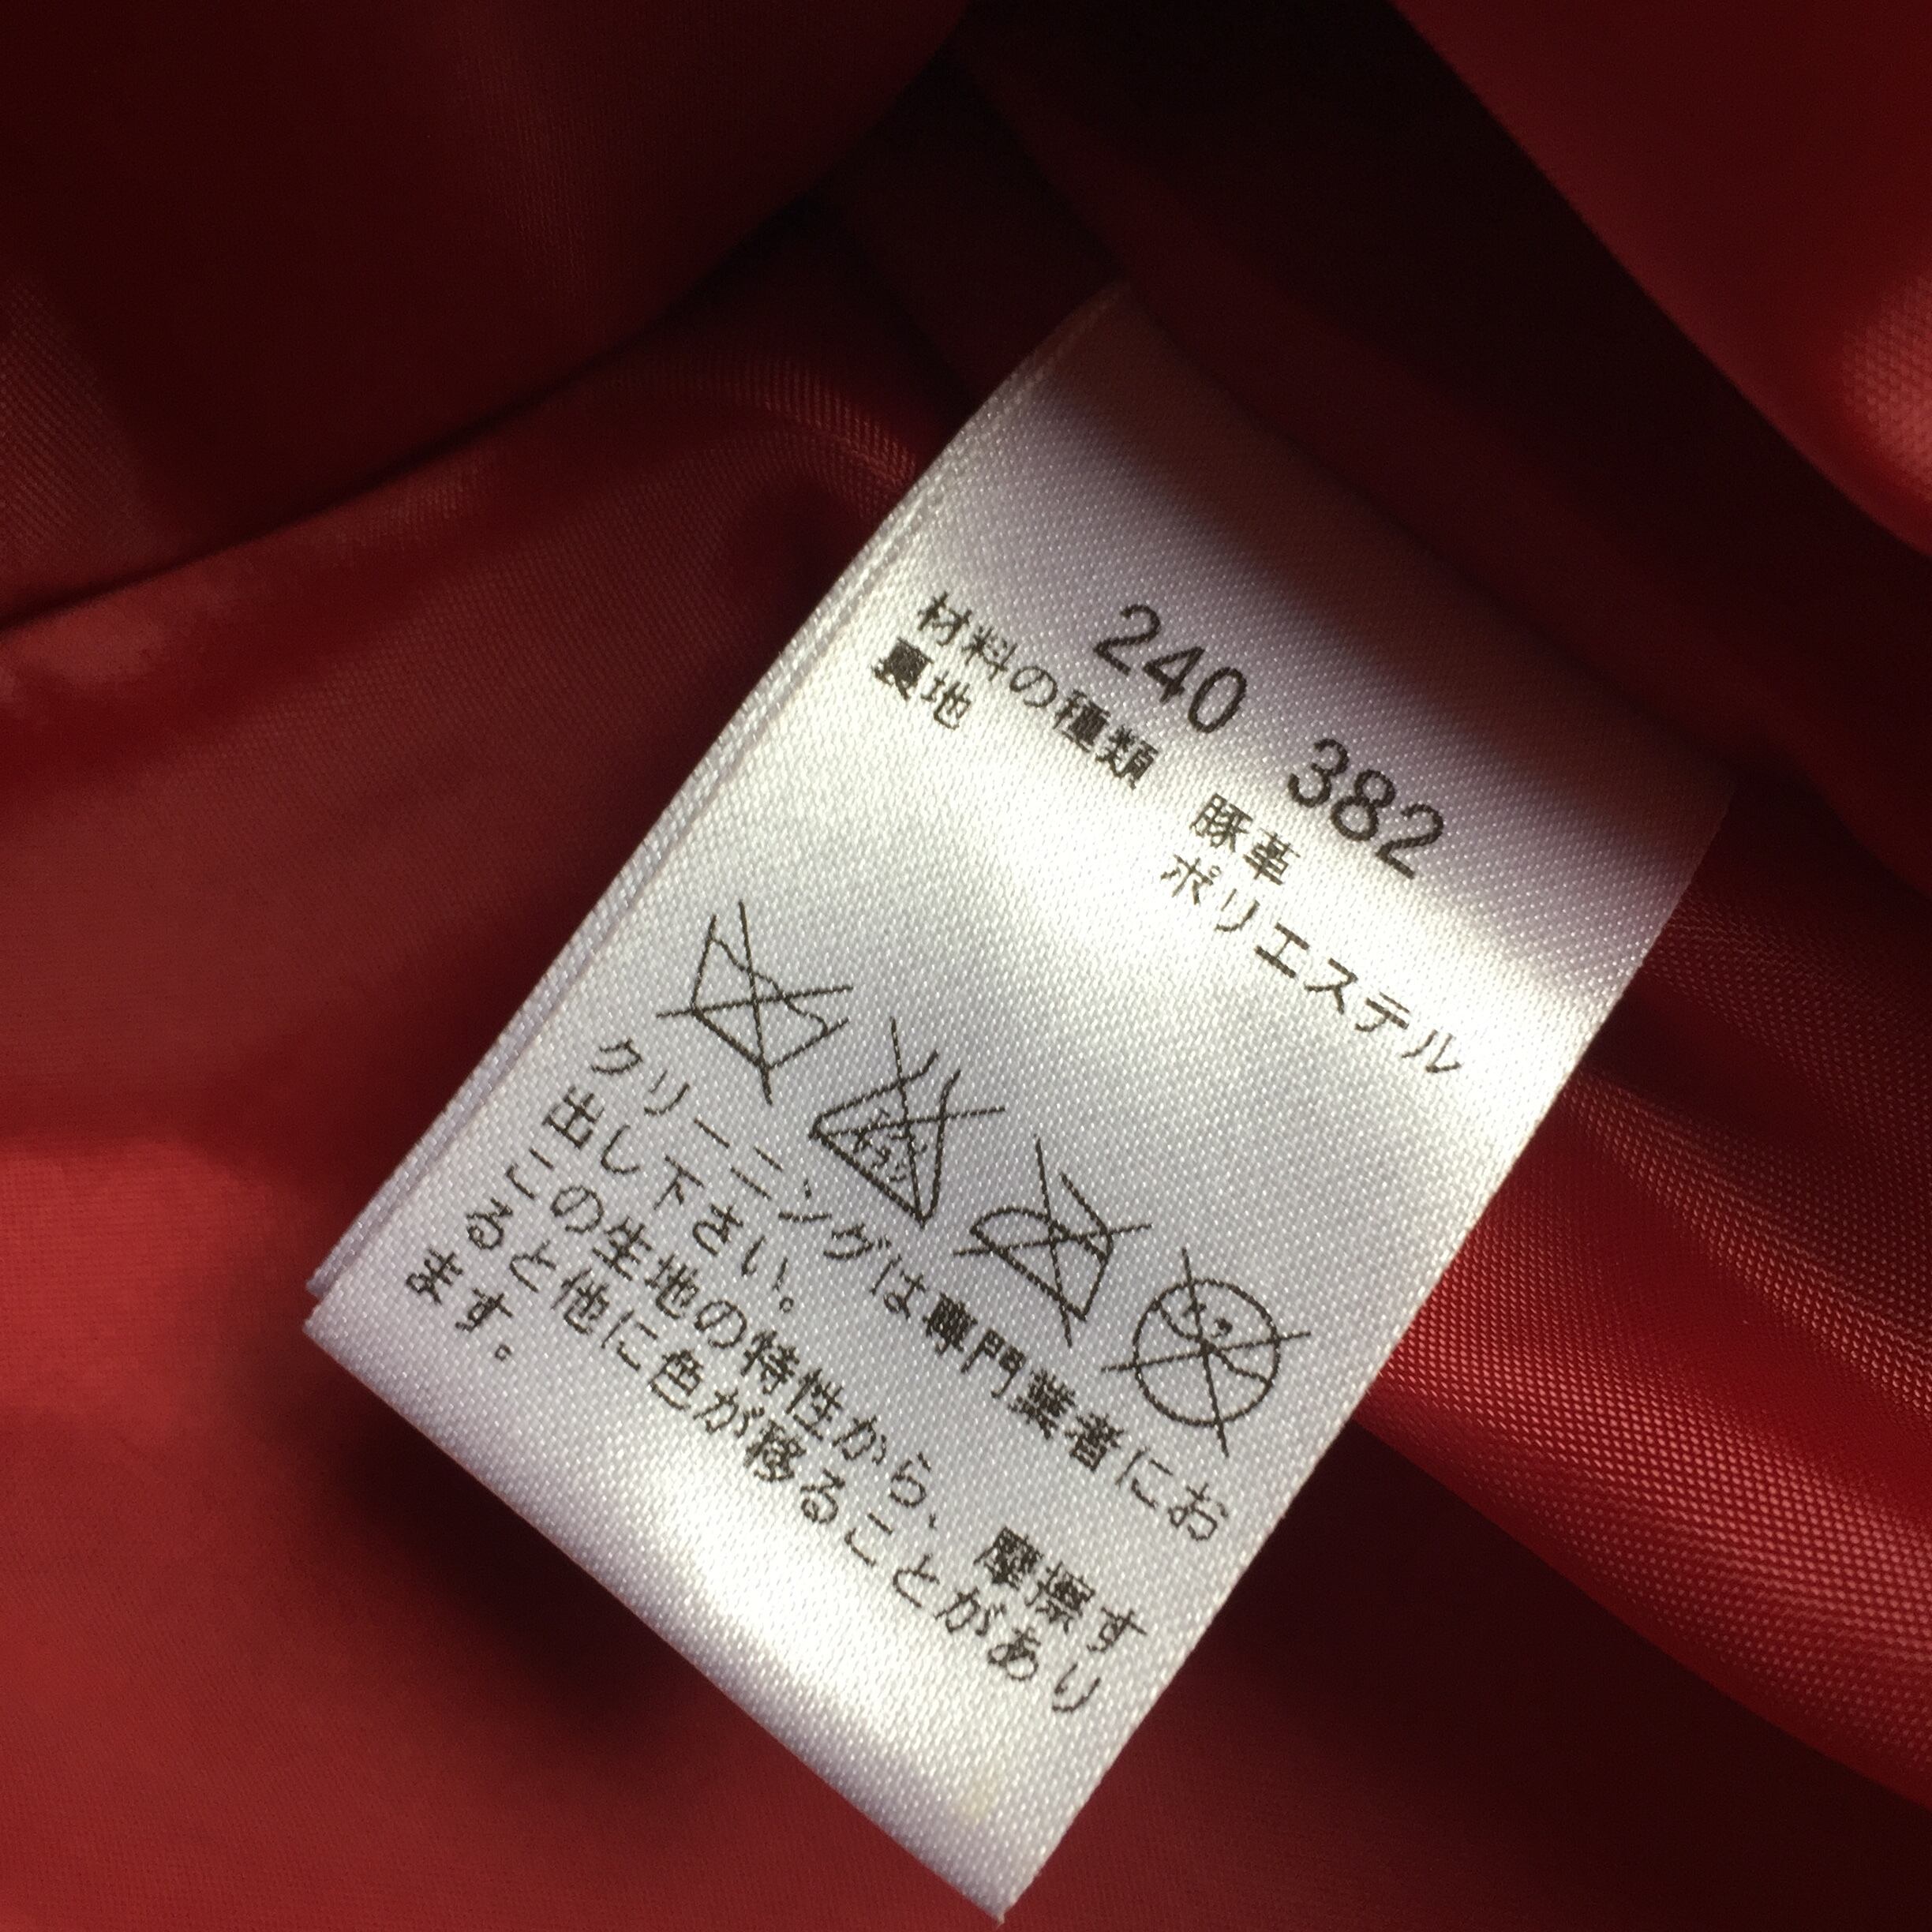 240 382
材料の種類 豚革
裏地 ポリエステル
エンソ
クリーニングは専門業者にお
出し下さい。
この生地の特性から、摩擦す
ると他に色が移ることがあり
ます。